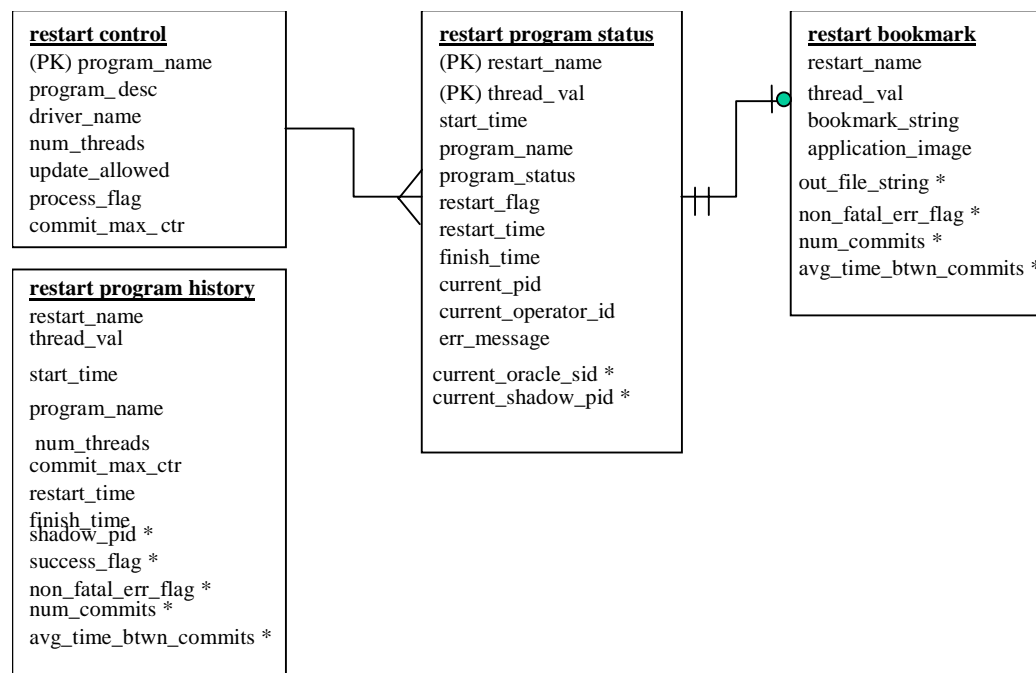 restart control
(PK) program_name
program_desc
driver_name
num_threads
update_allowed
process_flag
commit_max_ctr
restart program history
restart_name
thread_val
start_time
program_name
num_threads
commit_max_ctr
restart_time
finish_time
shadow_pid *
success_flag *
non_fatal_err_flag *
num_commits *
avg_time_btwn_commits *
restart program status
(PK) restart_name
(PK) thread_val
start_time
program_name
program_status
restart_flag
restart_time
finish_time
current_pid
current_operator_id
err_message
current_oracle_sid *
current_shadow_pid *
restart bookmark
restart_name
thread_val
bookmark_string
application_image
out_file_string *
non_fatal_err_flag *
num_commits *
avg_time_btwn_commits *